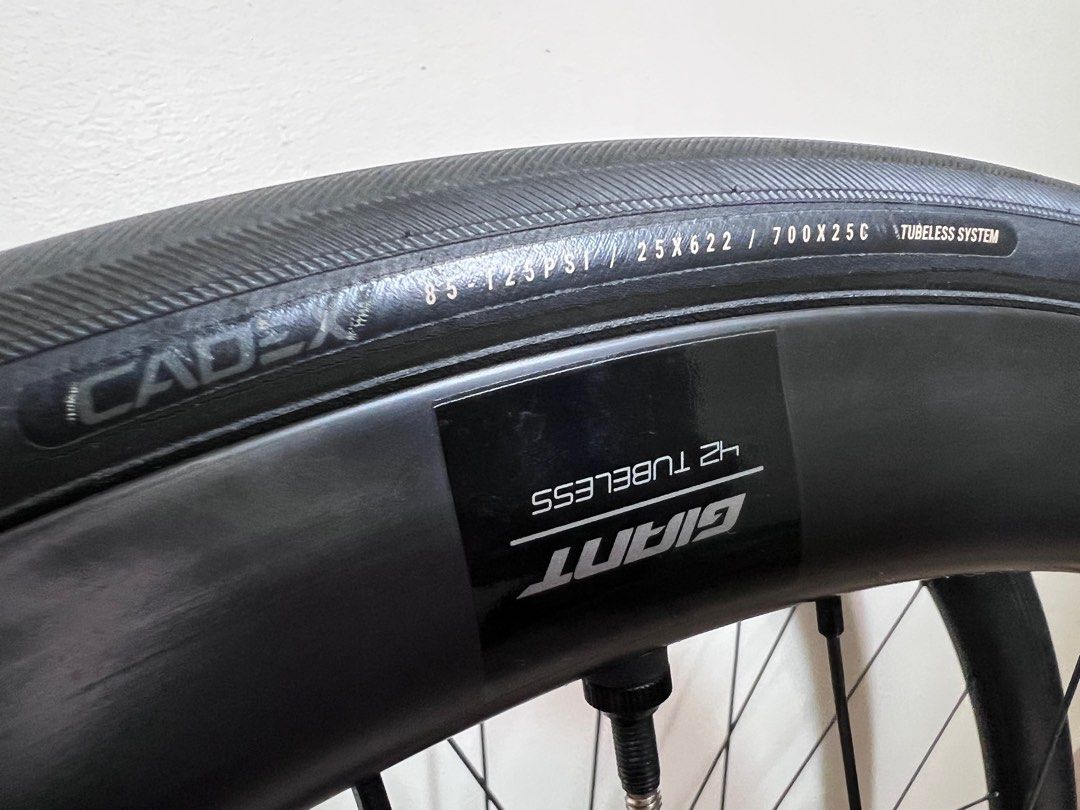 CADEX 85-125PSI / 25X622 / 700X25C TUBELESS SYSTEM
GIANT
42 TUBELESS